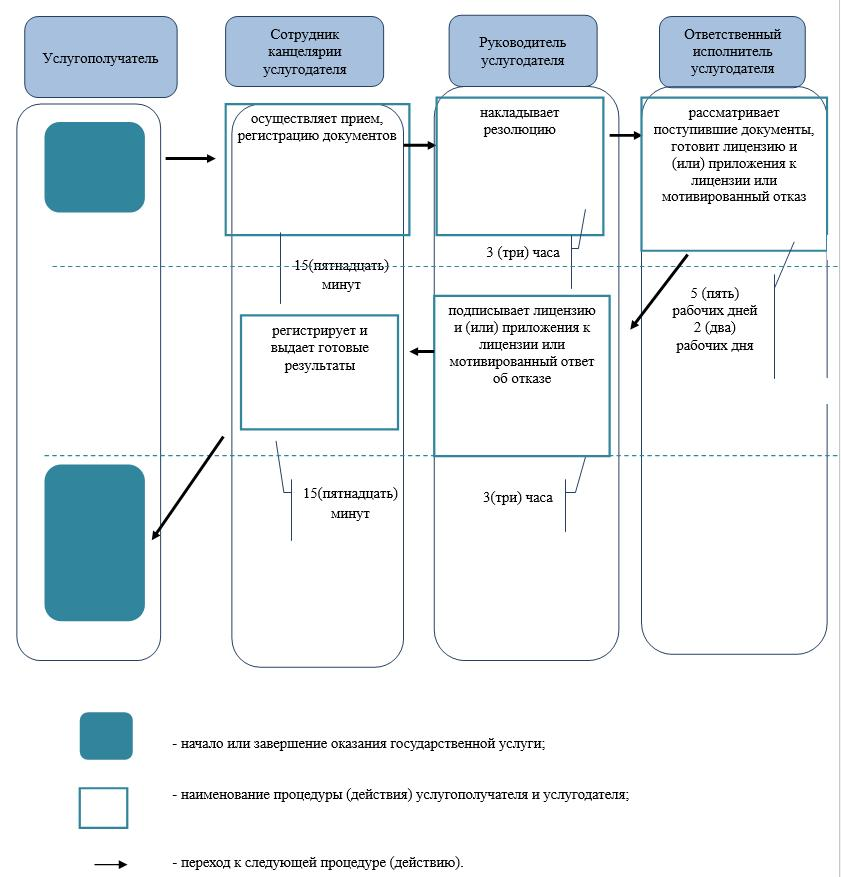 Услугополучатель
Сотрудник
канцелярии
услугодателя
Руководитель
услугодателя
Ответственный
исполнитель
услугодателя
осуществляет прием,
регистрацию документов
накладывает
резолюцию
рассматривает
поступившие документы,
готовит лицензию и
(или) приложения к
лицензии или
мотивированный отказ
15(пятнадцать)
минут
3 (три) часа
5 (пять)
рабочих дней
2 (два)
рабочих дня
регистрирует и
выдает готовые
результаты
подписывает лицензию
и (или) приложения к
лицензии или
мотивированный ответ
об отказе
15(пятнадцать)
минут
3(три) часа
- начало или завершение оказания государственной услуги;
- наименование процедуры (действия) услугополучателя и услугодателя;
- переход к следующей процедуре (действию).